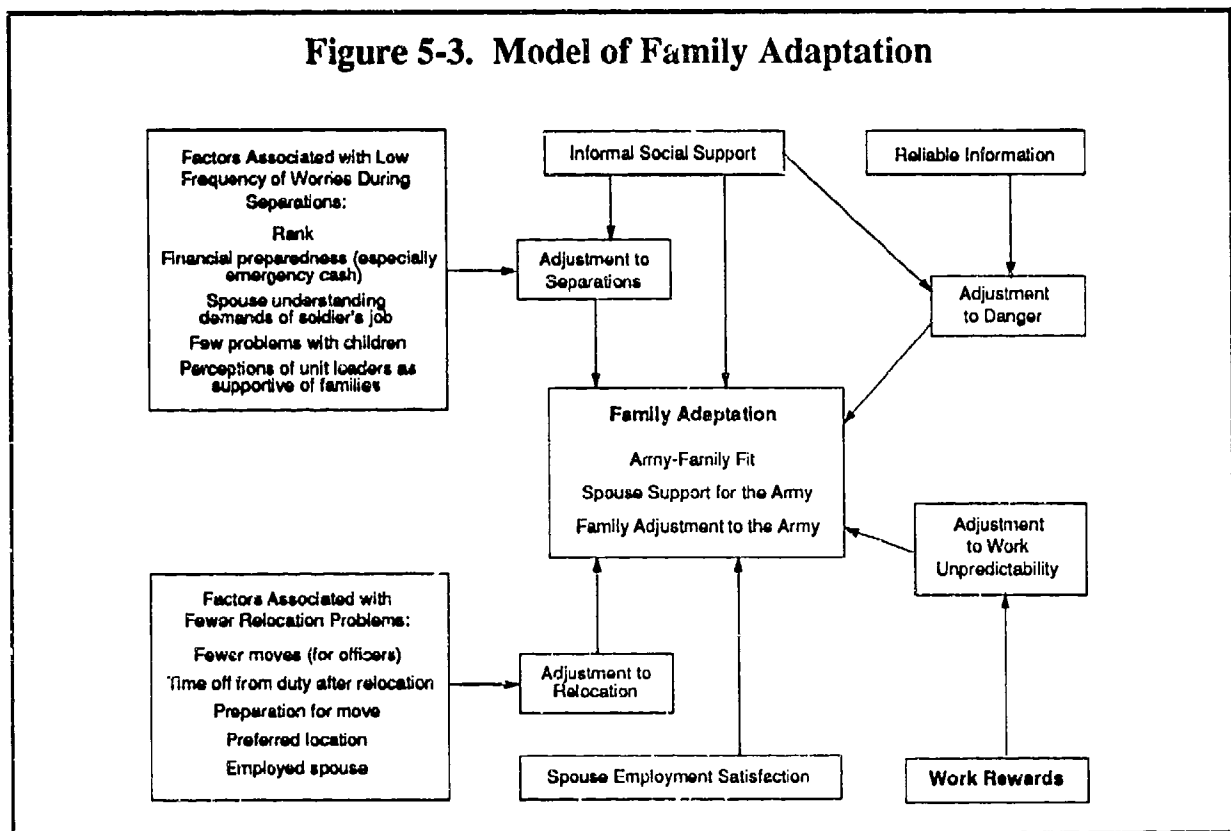 Figure 5-3. Model of Family Adaptation
Factors Associated with Low
Frequency of Worries During
Separations:
Rank
Financial preparedness (especially
emergency cash)
Spouse understanding
demands of soldier's job
Few problems with children
Perceptions of unit leaders as
supportive of families
Informal Social Support
Reliable Information
Adjustment to
Separations
Adjustment
to Danger
Family Adaptation
Army-Family Fit
Spouse Support for the Army
Family Adjustment to the Army
Adjustment
to Work
Unpredictability
Factors Associated with
Fewer Relocation Problems:
Fewer moves (for officers)
Time off from duty after relocation
Preparation for move
Preferred location
Employed spouse
Adjustment to
Relocation
Spouse Employment Satisfaction
Work Rewards